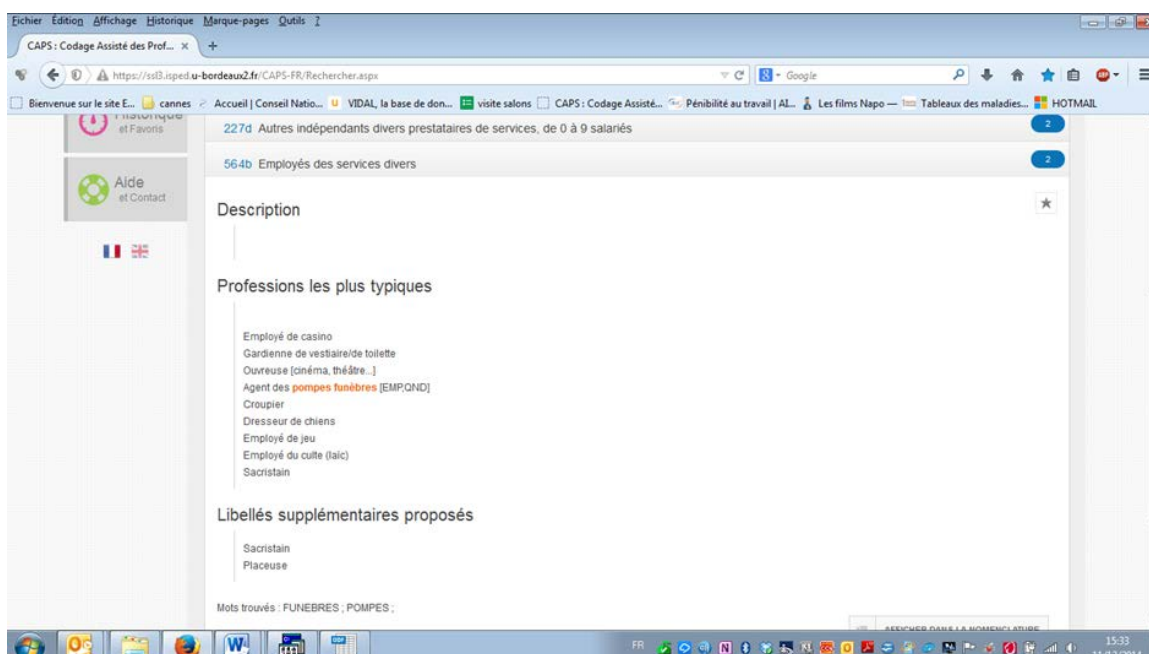 Fichier Édition Affichage Historique Marque-pages Outils ?
CAPS : Codage Assisté des Prof... × +
https://ssl3.isped.u-bordeaux2.fr/CAPS-FR/Rechercher.aspx
Google
Bienvenue sur le site E... cannes Accueil | Conseil Natio... VIDAL, la base de don... visite salons CAPS : Codage Assisté... Pénibilité au travail | AL... Les films Napo — Tableaux des maladies... HOTMAIL
Historique
et Favoris
227d Autres indépendants divers prestataires de services, de 0 à 9 salariés 2
564b Employés des services divers 2
Aide
et Contact
Description
Professions les plus typiques
Employé de casino
Gardienne de vestiaire/de toilette
Ouvreuse [cinéma, théâtre...]
Agent des pompes funèbres [EMP,QND]
Croupier
Dresseur de chiens
Employé de jeu
Employé du culte (laïc)
Sacristain
Libellés supplémentaires proposés
Sacristain
Placeuse
Mots trouvés : FUNEBRES ; POMPES ;
AFFICHER DANS LA NOMENCLATURE
FR 15:33